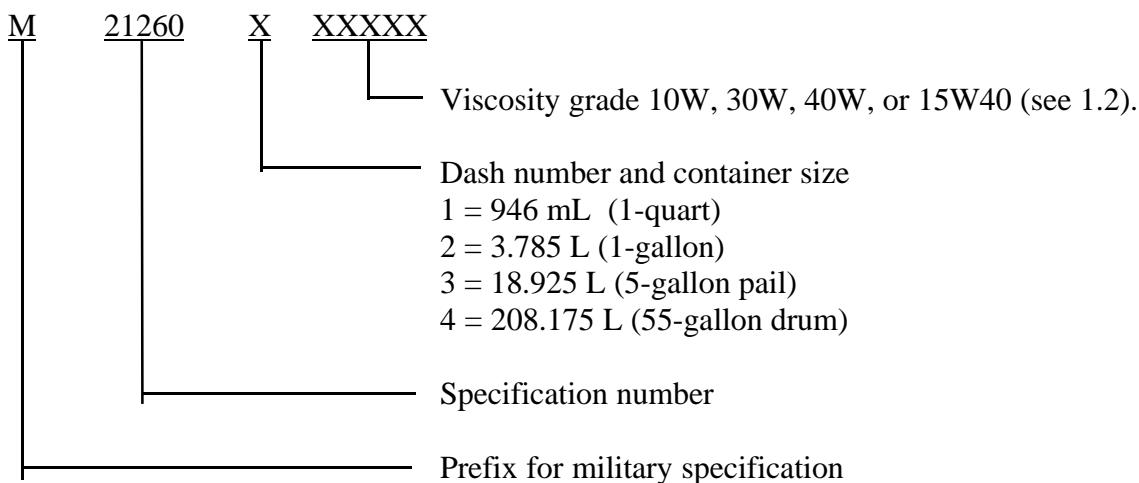 M 21260 X XXXXX
Viscosity grade 10W, 30W, 40W, or 15W40 (see 1.2).
Dash number and container size
1 = 946 mL (1-quart)
2 = 3.785 L (1-gallon)
3 = 18.925 L (5-gallon pail)
4 = 208.175 L (55-gallon drum)
Specification number
Prefix for military specification